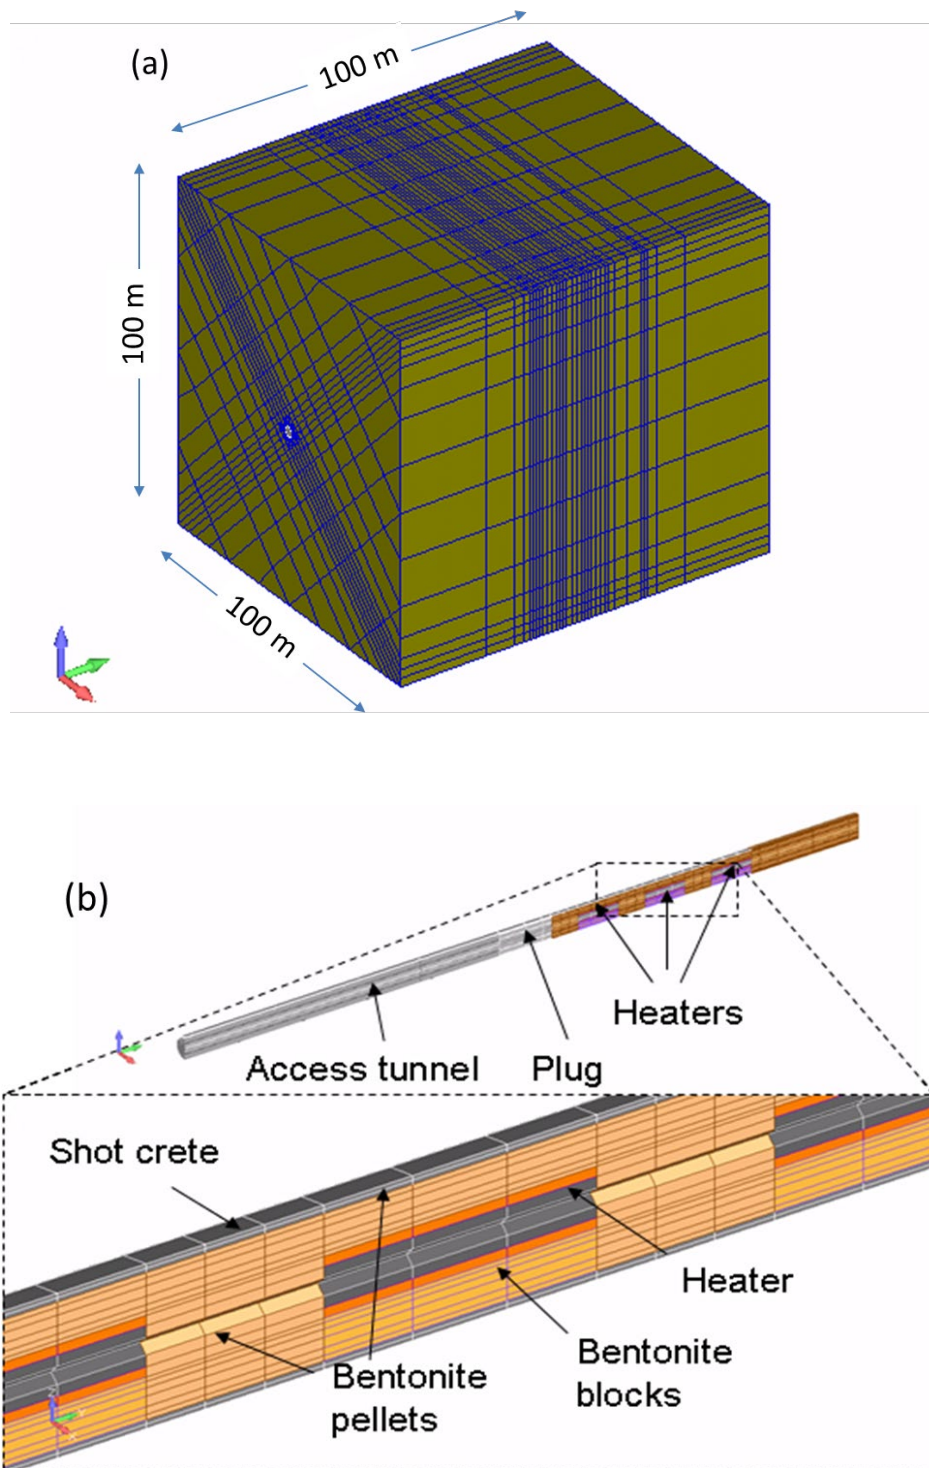 (a)
100 m
100 m
100 m
(b)
Heaters
Access tunnel
Plug
Shot crete
Heater
Bentonite
blocks
Bentonite
pellets